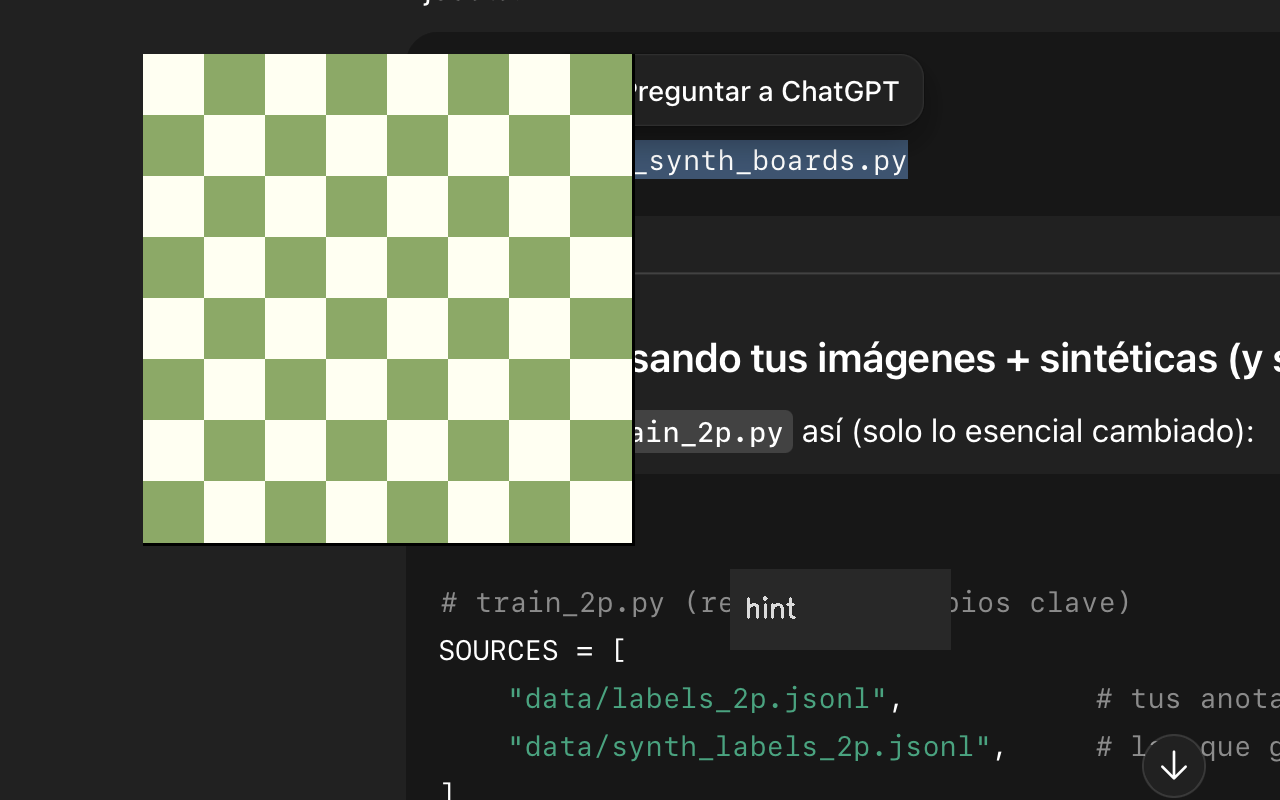 Preguntar a ChatGPT
_synth_boards.py
sando tus imágenes + sintéticas (y s
ain_2p.py así (solo lo esencial cambiado):
# train_2p.py (re
bios clave)
hint
SOURCES = [
"data/labels_2p.jsonl", # tus anota
"data/synth_labels_2p.jsonl", # l que g
]